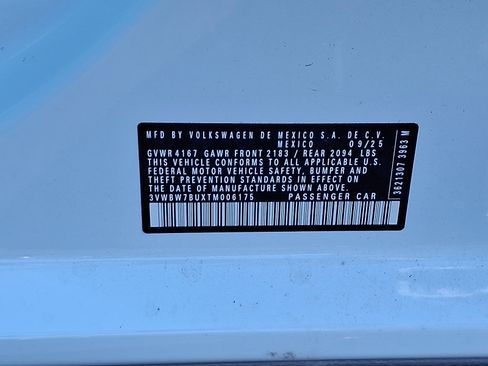 MFD BY VOLKSWAGEN DE MEXICO S.A. DE C.V.
MEXICO 09/25
GVWR 4167 GAWR FRONT 2183 / REAR 2094 LBS
THIS VEHICLE CONFORMS TO ALL APPLICABLE U.S.
FEDERAL MOTOR VEHICLE SAFETY, BUMPER AND
THEFT PREVENTION STANDARDS IN EFFECT ON
THE DATE OF MANUFACTURE SHOWN ABOVE.
3VWBW7BUXTM006175 PASSENGER CAR
3621307 3963 M